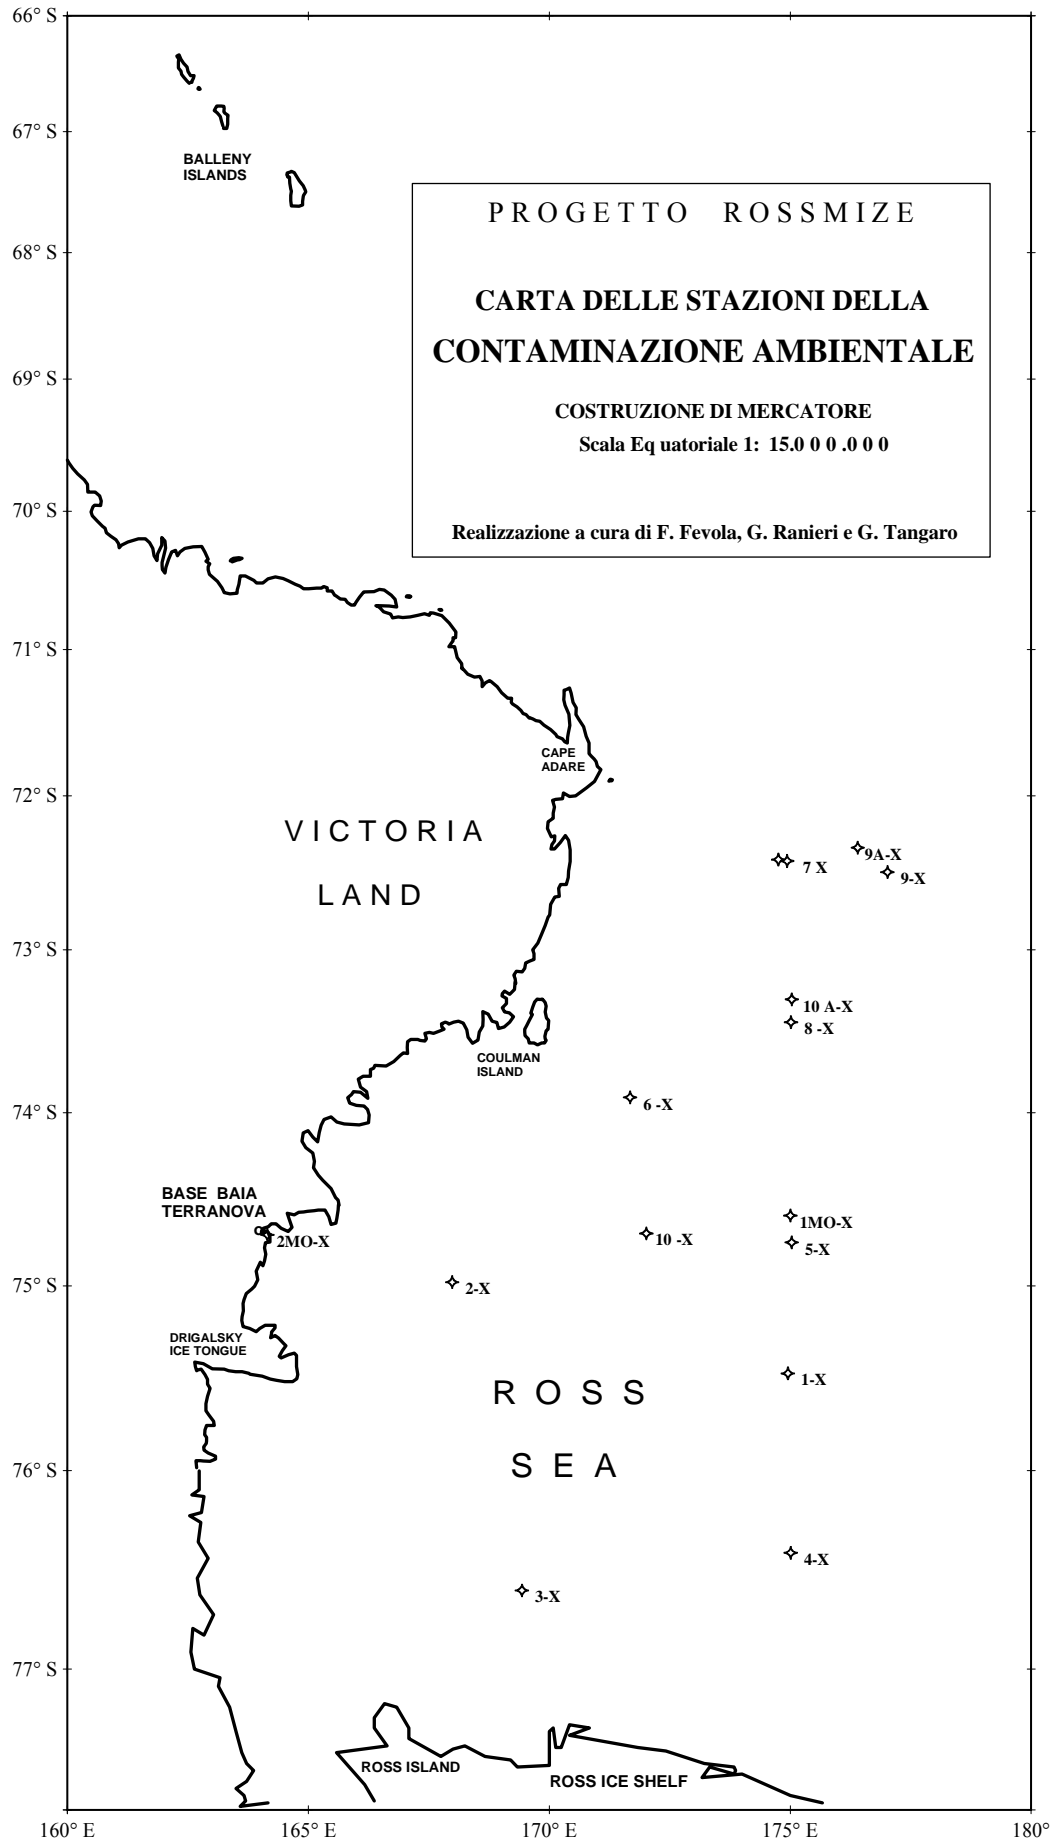 66° S
67° S
BALLENY
ISLANDS
PROGETTO ROSSMIZE
68° S
CARTA DELLE STAZIONI DELLA
CONTAMINAZIONE AMBIENTALE
69° S
COSTRUZIONE DI MERCATORE
Scala Eq uatoriale 1: 15.0 0 0 .0 0 0
70° S
Realizzazione a cura di F. Fevola, G. Ranieri e G. Tangaro
71° S
CAPE
ADARE
72° S
VICTORIA
LAND
9A-X
7 X
9-X
73° S
10 A-X
8 -X
COULMAN
ISLAND
6 -X
74° S
BASE BAIA
TERRANOVA
2MO-X
1MO-X
10 -X
5-X
75° S
2-X
DRIGALSKY
ICE TONGUE
1-X
ROSS
SEA
76° S
4-X
3-X
77° S
ROSS ISLAND
ROSS ICE SHELF
160° E
165° E
170° E
175° E
180°